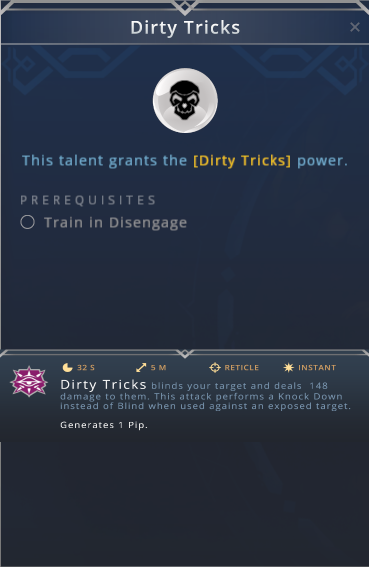 Dirty Tricks
This talent grants the [Dirty Tricks] power.
PREREQUISITES
Train in Disengage
32 S 5 M RETICLE INSTANT
Dirty Tricks blinds your target and deals 148
damage to them. This attack performs a Knock Down
instead of Blind when used against an exposed target.
Generates 1 Pip.